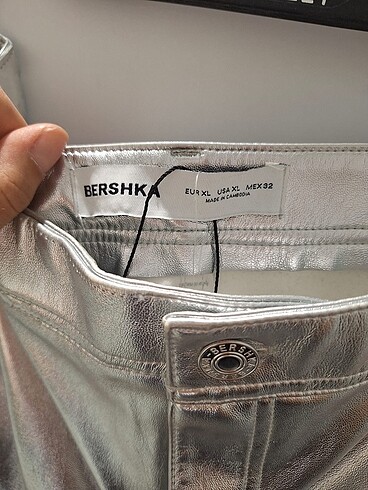 BERSHKA
EUR XL USA XL MEX 32
MADE IN CAMBODIA
BERSHKA